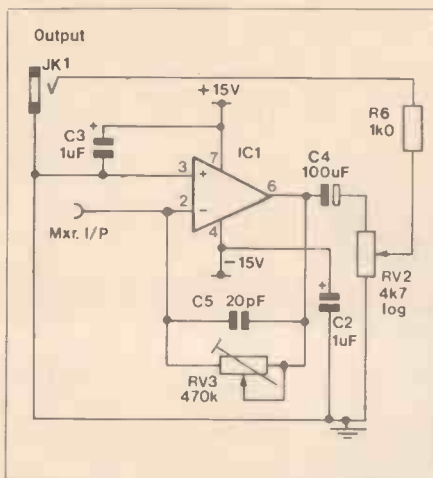 Output
JK1
+15V
R6
1k0
C3
1uF
+
IC1
C4
100uF
3
+
7
6
2
-
4
Mxr. I/P
-15V
RV2
4k7
log
C5 20pF
+
C2
1uF
RV3
470k